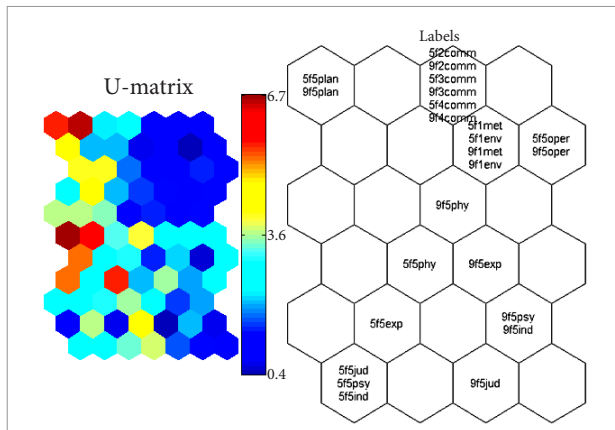 U-matrix
6.7
3.6
0.4
Labels
5f5plan
9f5plan
5f2comm
9f2comm
5f3comm
9f3comm
5f4comm
9f4comm
5f1met
5f1env
9f1met
9f1env
5f5oper
9f5oper
9f5phy
5f5phy
9f5exp
5f5exp
9f5psy
9f5ind
5f5jud
5f5psy
5f5ind
9f5jud